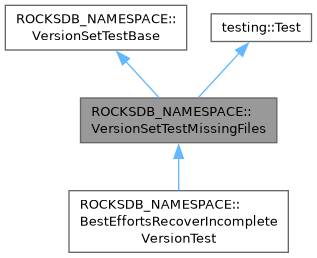 ROCKSDB_NAMESPACE::
VersionSetTestBase
testing::Test
ROCKSDB_NAMESPACE::
VersionSetTestMissingFiles
ROCKSDB_NAMESPACE::
BestEffortsRecoverIncomplete
VersionTest